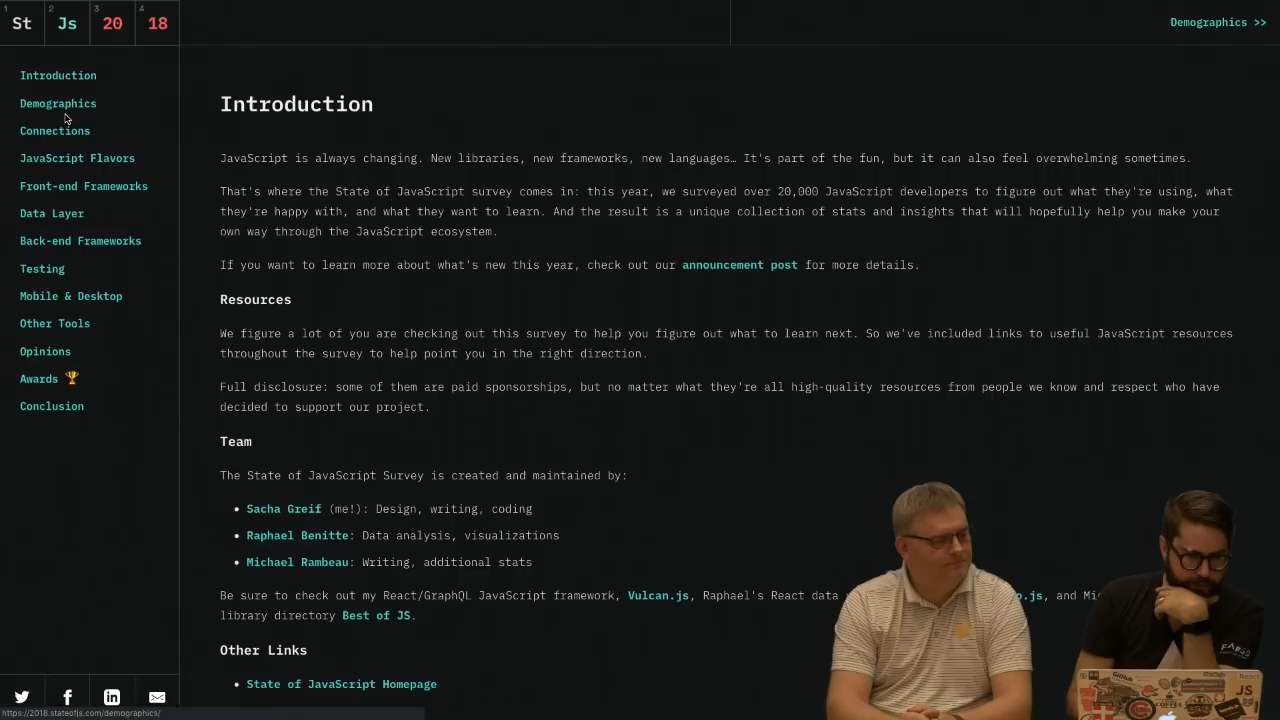 1 2 3 4
St Js 20 18
Demographics >>
Introduction
Demographics
Connections
JavaScript Flavors
Front-end Frameworks
Data Layer
Back-end Frameworks
Testing
Mobile & Desktop
Other Tools
Opinions
Awards 🏆
Conclusion
Introduction
JavaScript is always changing. New libraries, new frameworks, new languages… It's part of the fun, but it can also feel overwhelming sometimes.
That's where the State of JavaScript survey comes in: this year, we surveyed over 20,000 JavaScript developers to figure out what they're using, what
they're happy with, and what they want to learn. And the result is a unique collection of stats and insights that will hopefully help you make your
own way through the JavaScript ecosystem.
If you want to learn more about what's new this year, check out our announcement post for more details.
Resources
We figure a lot of you are checking out this survey to help you figure out what to learn next. So we've included links to useful JavaScript resources
throughout the survey to help point you in the right direction.
Full disclosure: some of them are paid sponsorships, but no matter what they're all high-quality resources from people we know and respect who have
decided to support our project.
Team
The State of JavaScript Survey is created and maintained by:
• Sacha Greif (me!): Design, writing, coding
• Raphael Benitte: Data analysis, visualizations
• Michael Rambeau: Writing, additional stats
Be sure to check out my React/GraphQL JavaScript framework, Vulcan.js, Raphael's React data o.js, and Mi
library directory Best of JS.
Other Links
• State of JavaScript Homepage
https://2018.stateofjs.com/demographics/
FARGO
React
JS